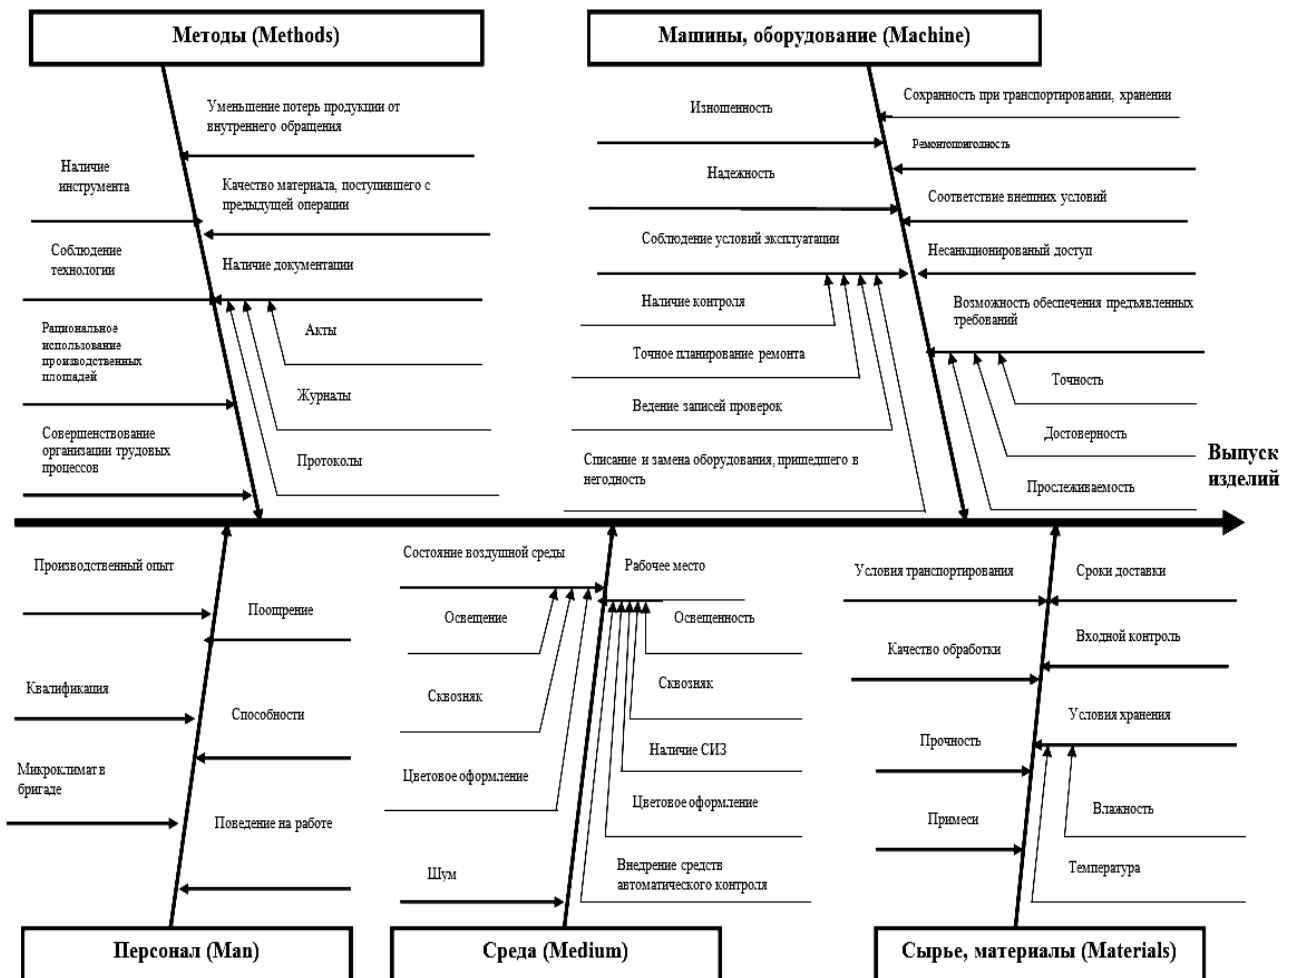 Методы (Methods)
Машины, оборудование (Machine)
Уменьшение потерь продукции от
внутреннего обращения
Наличие
инструмента
Качество материала, поступившего с
предыдущей операции
Соблюдение
технологии
Наличие документации
Рациональное
использование
производственных
площадей
Акты
Журналы
Совершенствование
организации трудовых
процессов
Протоколы
Изношенность
Сохранность при транспортировании, хранении
Ремонтопригодность
Надежность
Соответствие внешних условий
Соблюдение условий эксплуатации
Несанкционированый доступ
Наличие контроля
Возможность обеспечения предъявленных
требований
Точное планирование ремонта
Точность
Ведение записей проверок
Достоверность
Списание и замена оборудования, пришедшего в
негодность
Прослеживаемость
Выпуск
изделий
Производственный опыт
Поощрение
Квалификация
Способности
Микроклимат в
бригаде
Поведение на работе
Состояние воздушной среды
Рабочее место
Освещение
Освещенность
Сквозняк
Сквозняк
Наличие СИЗ
Цветовое оформление
Цветовое оформление
Шум
Внедрение средств
автоматического контроля
Условия транспортирования
Сроки доставки
Качество обработки
Входной контроль
Условия хранения
Прочность
Примеси
Влажность
Температура
Персонал (Man)
Среда (Medium)
Сырье, материалы (Materials)